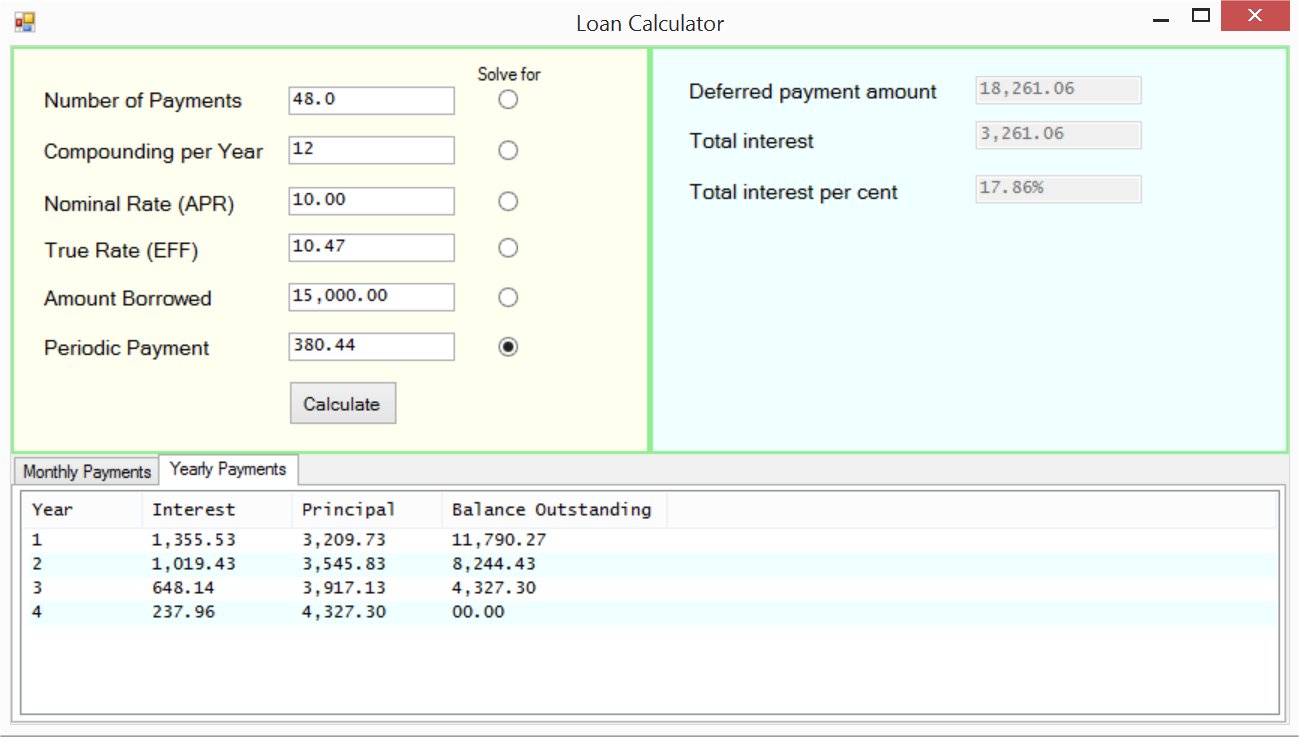 Loan Calculator
Solve for
Number of Payments 48.0
Compounding per Year 12
Nominal Rate (APR) 10.00
True Rate (EFF) 10.47
Amount Borrowed 15,000.00
Periodic Payment 380.44
Calculate
Deferred payment amount 18,261.06
Total interest 3,261.06
Total interest per cent 17.86%
Monthly Payments Yearly Payments
Year Interest Principal Balance Outstanding
1 1,355.53 3,209.73 11,790.27
2 1,019.43 3,545.83 8,244.43
3 648.14 3,917.13 4,327.30
4 237.96 4,327.30 00.00